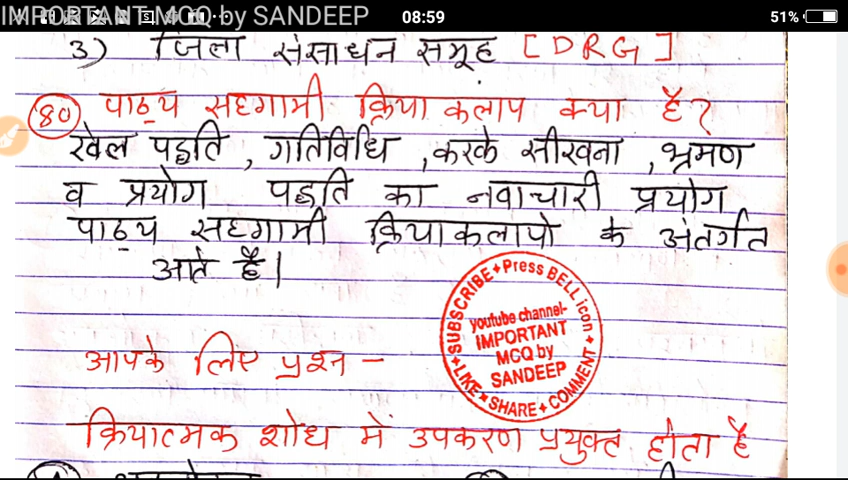 IMPORTANT MCQ by SANDEEP
08:59
51%
3) जिला संसाधन समूह [DRG]
80 पाठ्य सहगामी क्रियाकलाप क्या है?
खेल पद्धति, गतिविधि, करके सीखना, भ्रमण
व प्रयोग पद्धति का नवाचारी प्रयोग
पाठ्य सहगामी क्रियाकलापो के अंतर्गत
आते है।
SUBSCRIBE + Press BELL icon
youtube channel-
IMPORTANT
MCQ by
SANDEEP
LIKE SHARE + COMMENT
आपके लिए प्रश्न -
क्रियात्मक शोध में उपकरण प्रयुक्त होता है